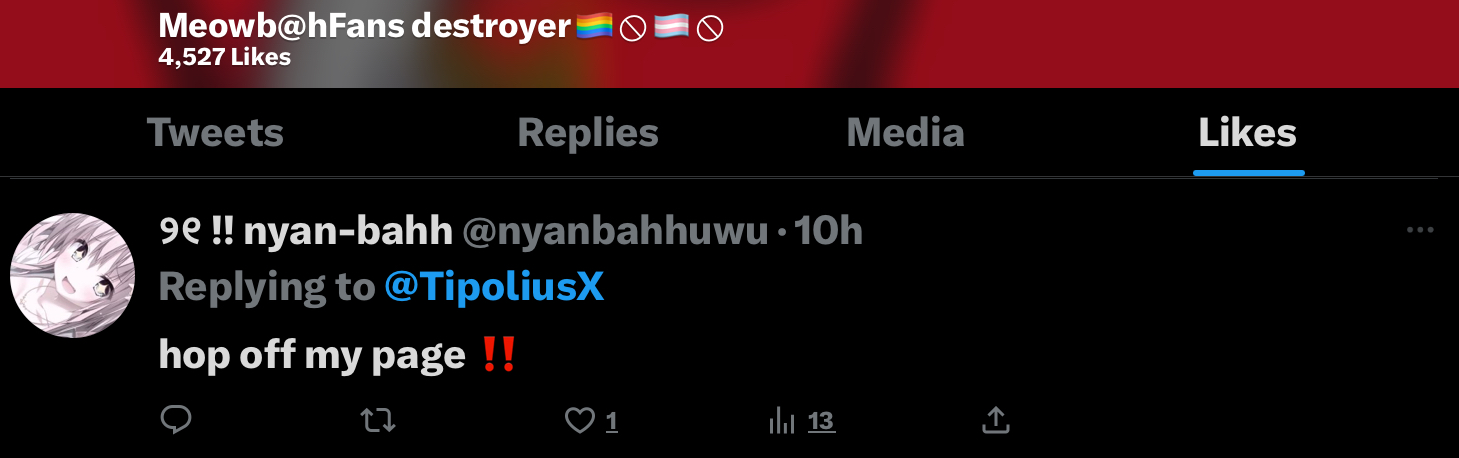 Meowb@hFans destroyer🏳️‍🌈🚫🏳️‍⚧️🚫
4,527 Likes
Tweets Replies Media Likes
୨୧ !! nyan-bahh @nyanbahhuwu · 10h
Replying to @TipoliusX
hop off my page ‼️
1 13